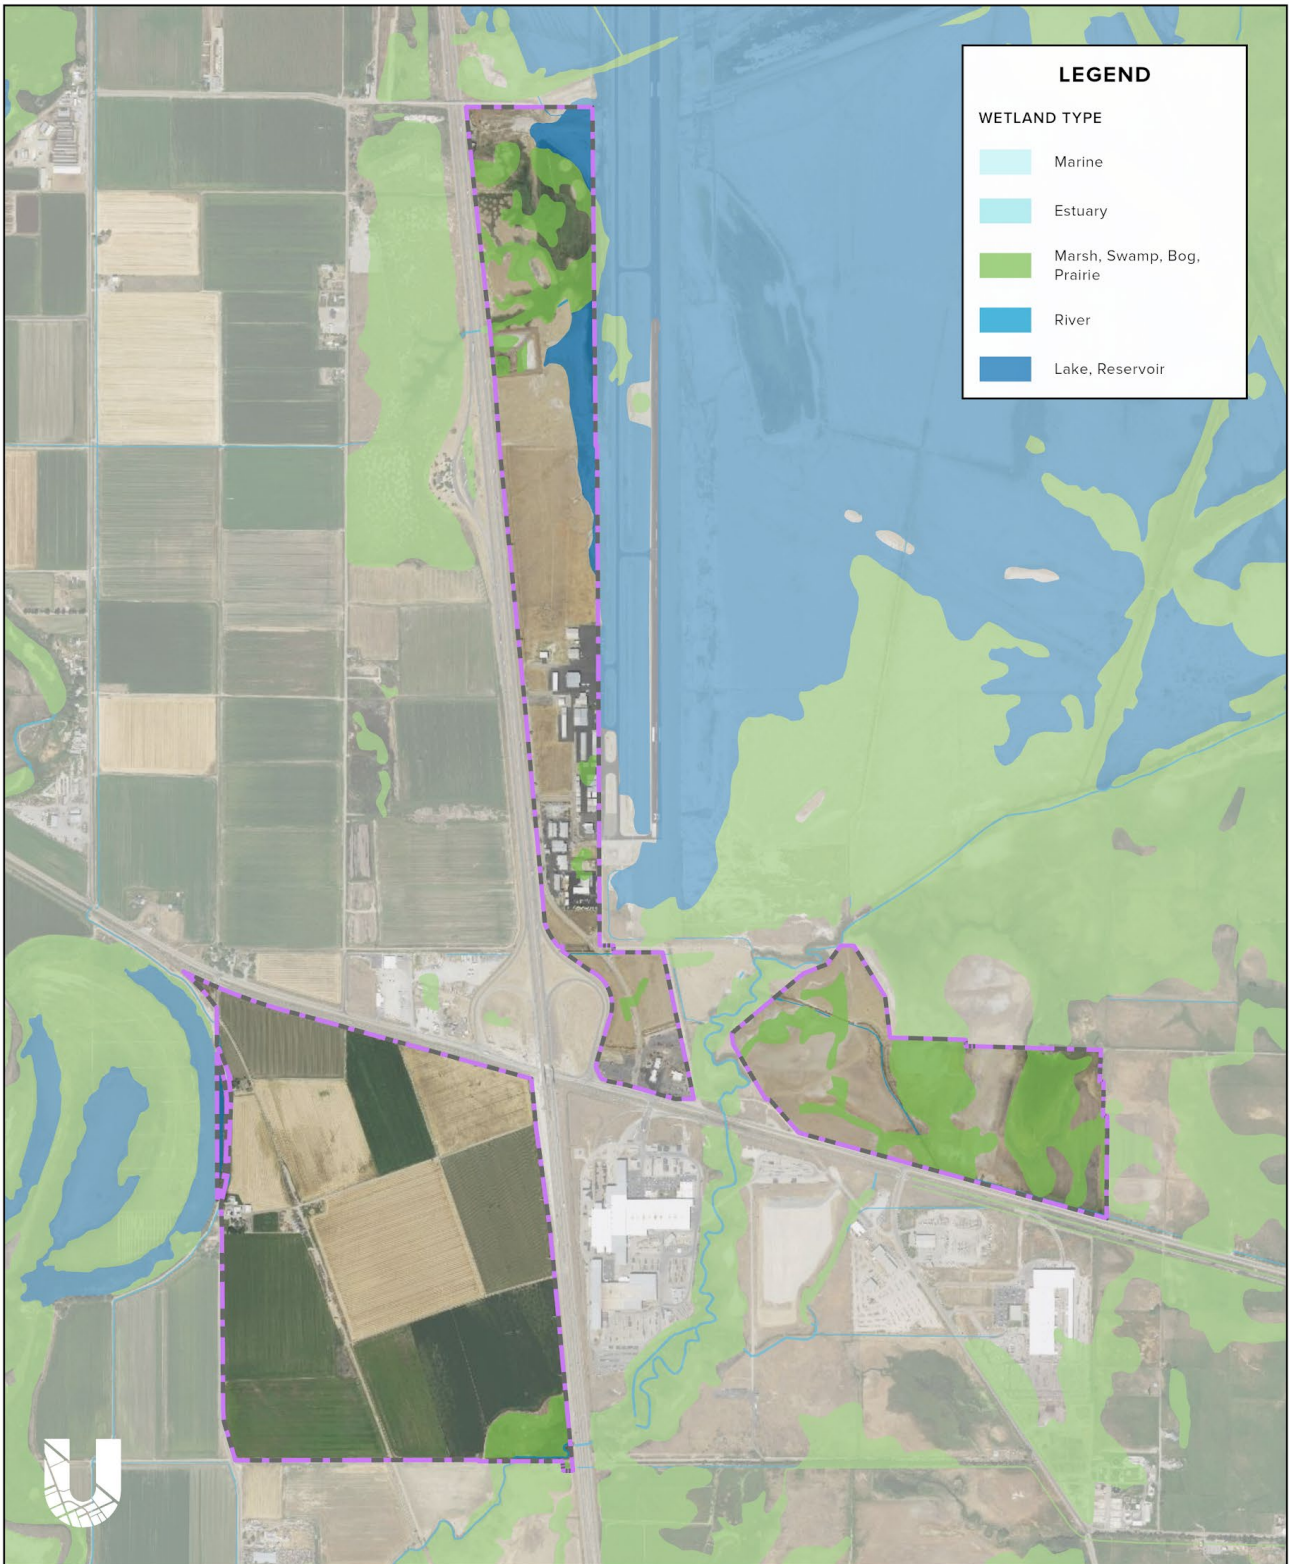 LEGEND
WETLAND TYPE
Marine
Estuary
Marsh, Swamp, Bog,
Prairie
River
Lake, Reservoir